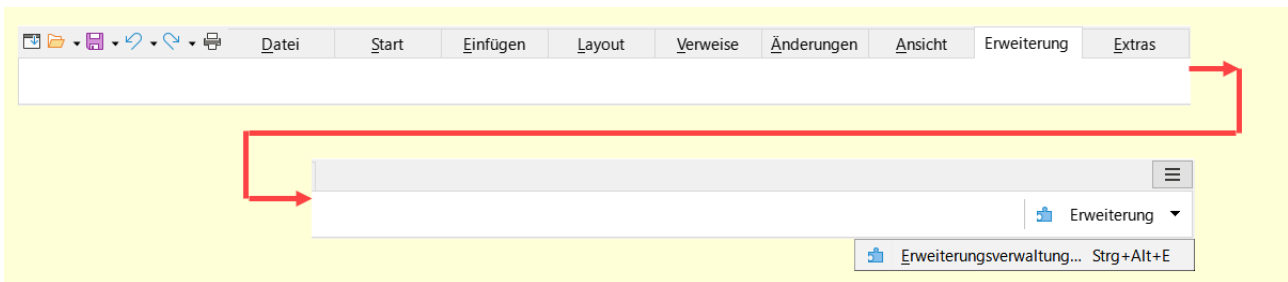 Datei Start Einfügen Layout Verweise Änderungen Ansicht Erweiterung Extras
Erweiterung
Erweiterungsverwaltung... Strg+Alt+E